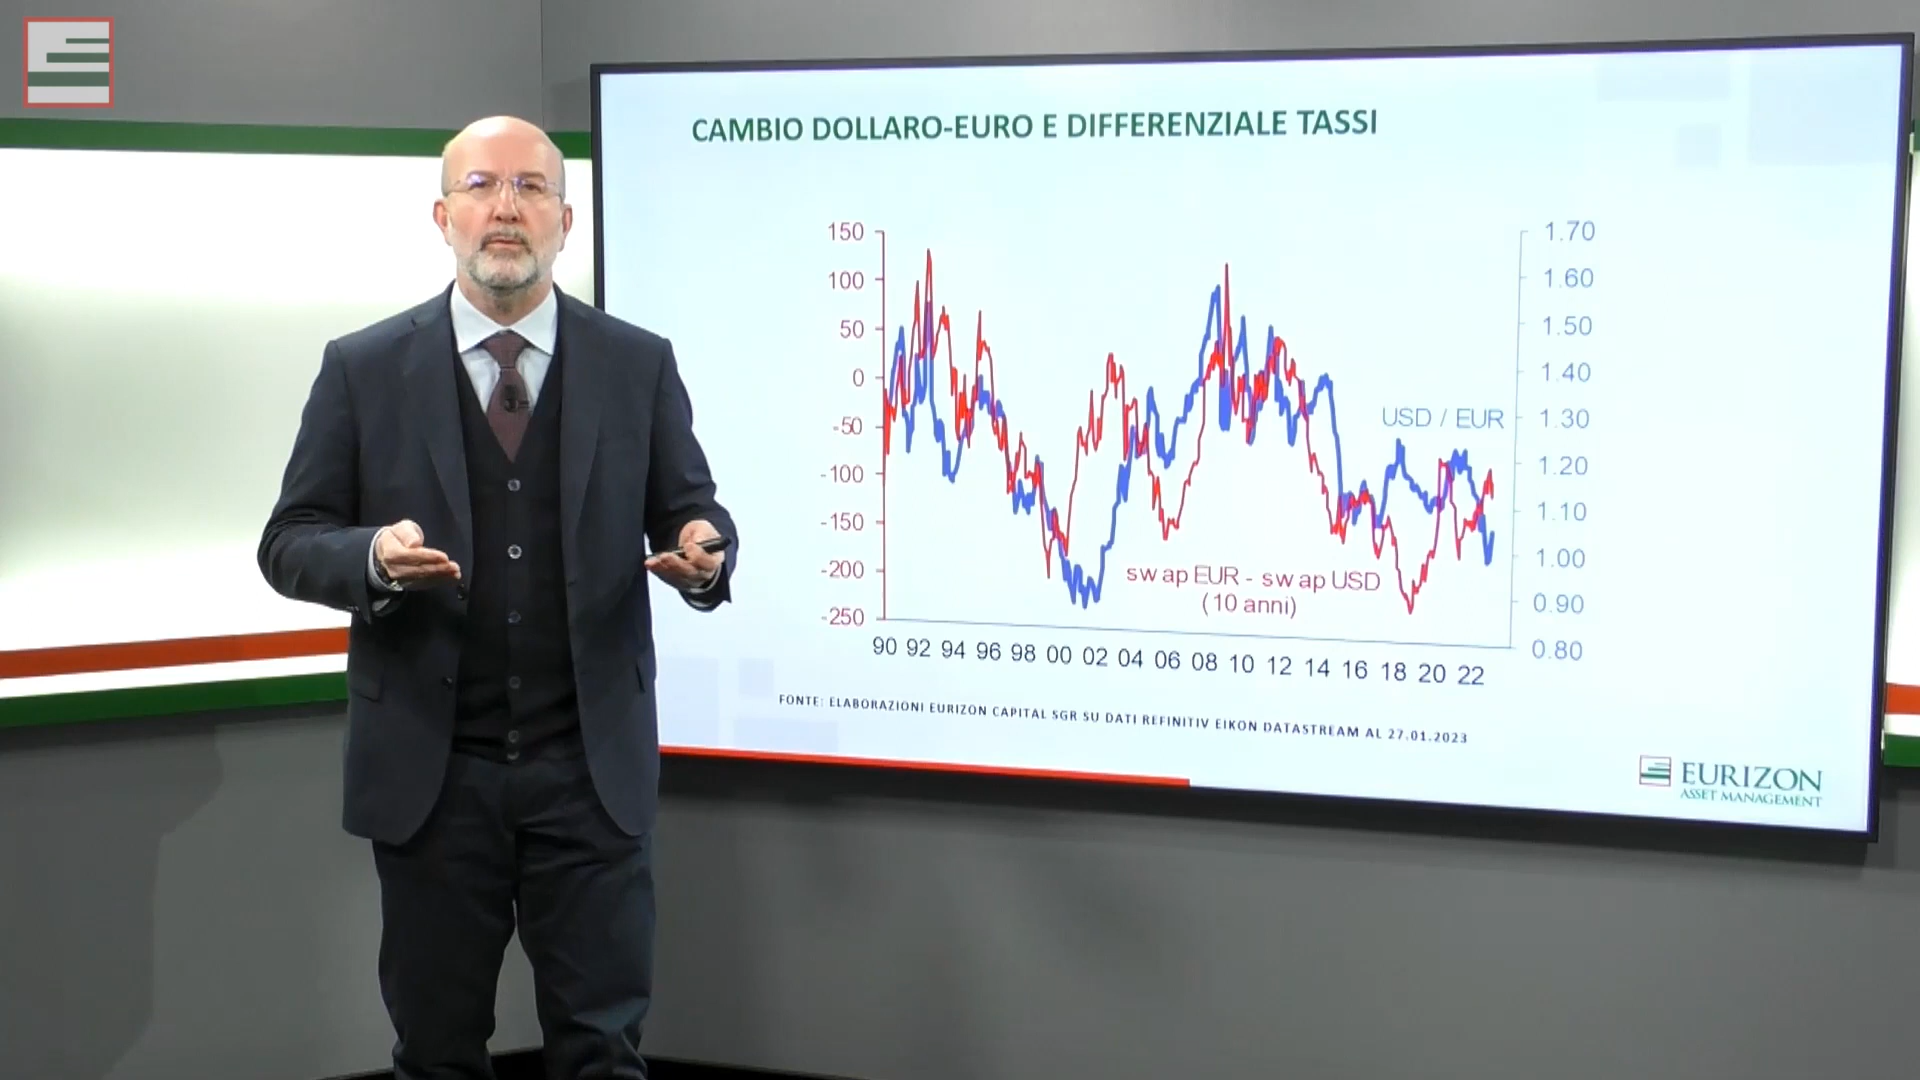 CAMBIO DOLLARO-EURO E DIFFERENZIALE TASSI
150
100
50
0
-50
-100
-150
-200
-250
1.70
1.60
1.50
1.40
1.30
1.20
1.10
1.00
0.90
0.80
USD / EUR
swap EUR - swap USD
(10 anni)
90 92 94 96 98 00 02 04 06 08 10 12 14 16 18 20 22
FONTE: ELABORAZIONI EURIZON CAPITAL SGR SU DATI REFINITIV EIKON DATASTREAM AL 27.01.2023
EURIZON
ASSET MANAGEMENT